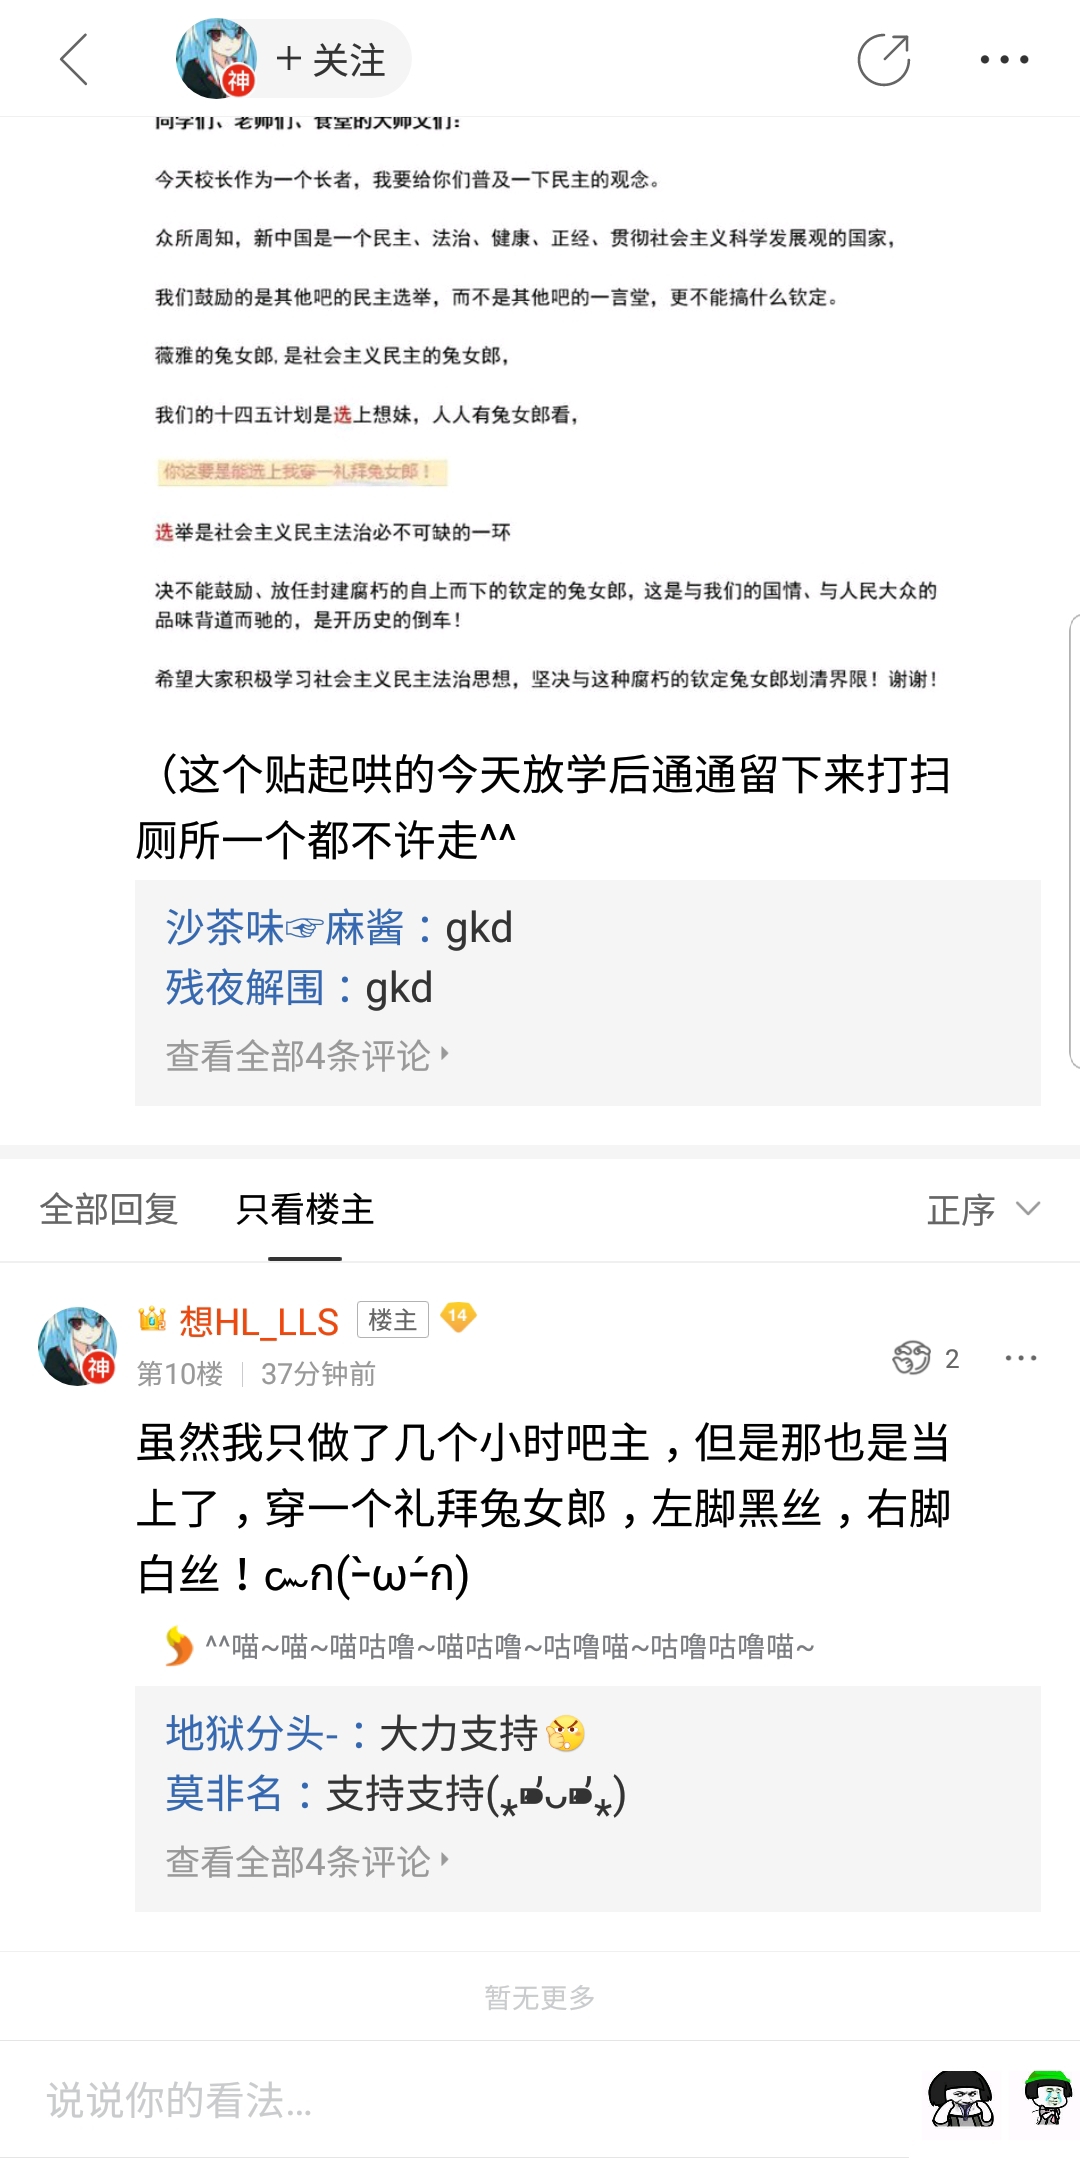 神 + 关注
同学们、老师们、食堂的大师父们：
今天校长作为一个长者，我要给你们普及一下民主的观念。
众所周知，新中国是一个民主、法治、健康、正经、贯彻社会主义科学发展观的国家，
我们鼓励的是其他吧的民主选举，而不是其他吧的一言堂，更不能搞什么钦定。
薇雅的兔女郎,是社会主义民主的兔女郎，
我们的十四五计划是选上想妹，人人有兔女郎看，
你这要是能选上我穿一礼拜兔女郎！
选举是社会主义民主法治必不可缺的一环
决不能鼓励、放任封建腐朽的自上而下的钦定的兔女郎，这是与我们的国情、与人民大众的
品味背道而驰的，是开历史的倒车！
希望大家积极学习社会主义民主法治思想，坚决与这种腐朽的钦定兔女郎划清界限！谢谢！
（这个贴起哄的今天放学后通通留下来打扫
厕所一个都不许走^^
沙茶味☞麻酱：gkd
残夜解围：gkd
查看全部4条评论
全部回复 只看楼主 正序
想HL_LLS 楼主 14
神 第10楼 37分钟前 2
虽然我只做了几个小时吧主，但是那也是当
上了，穿一个礼拜兔女郎，左脚黑丝，右脚
白丝！c﹏ก(ｰ̀ωｰ́ก)
^^喵~喵~喵咕噜~喵咕噜~咕噜喵~咕噜咕噜喵~
地狱分头-：大力支持
莫非名：支持支持(⁎⁍̴̛ᴗ⁍̴̛⁎)
查看全部4条评论
暂无更多
说说你的看法...